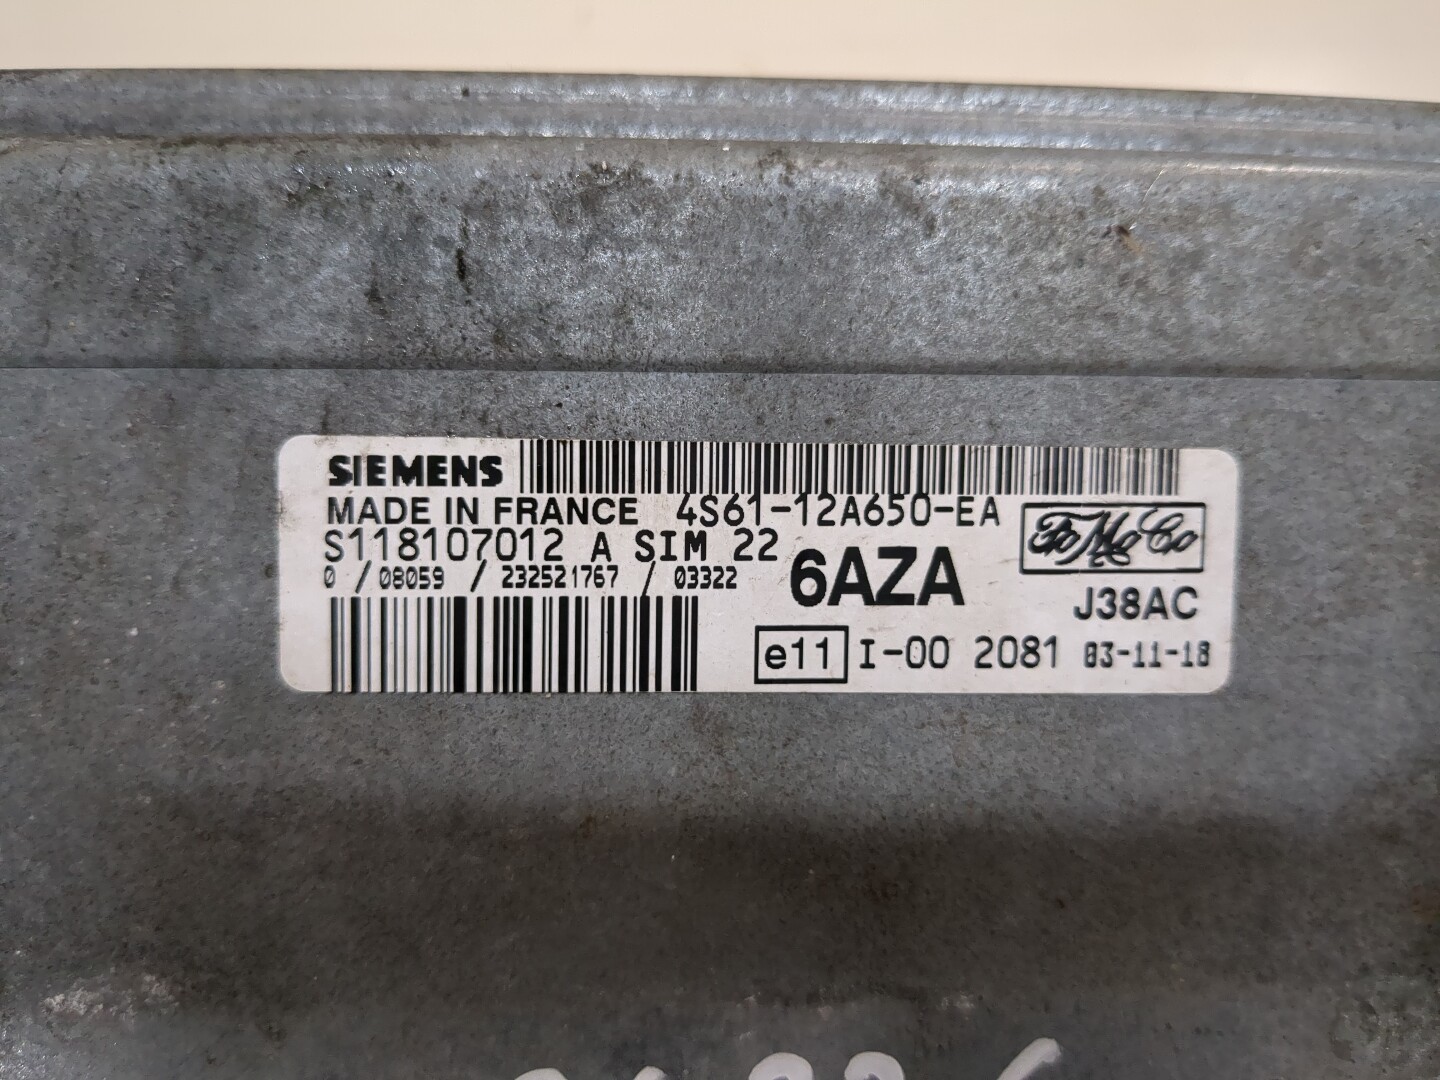 SIEMENS
MADE IN FRANCE 4S61-12A650-EA
S118107012 A SIM 22
0 / 08059 / 232521767 / 03322
6AZA
FoMoCo
J38AC
e11 I-00 2081 03-11-18